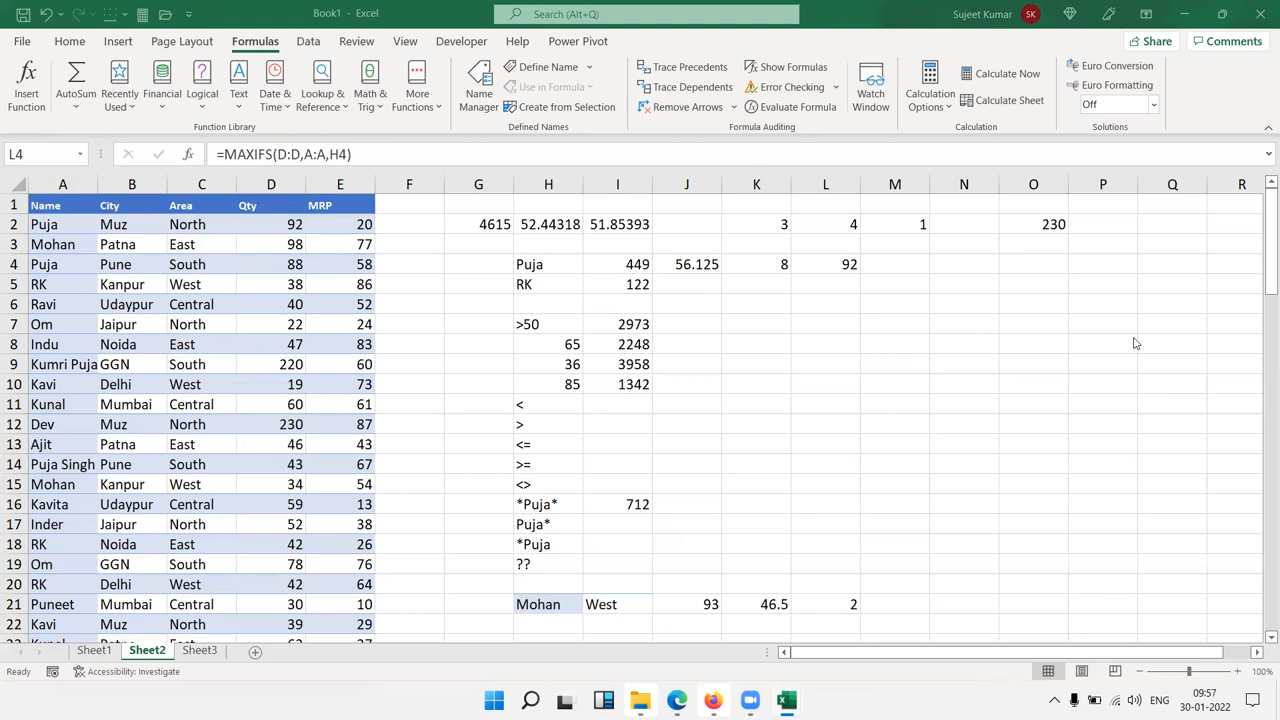 Book1 - Excel
Search (Alt+Q)
Sujeet Kumar SK
File Home Insert Page Layout Formulas Data Review View Developer Help Power Pivot
Share Comments
Insert Function
AutoSum
Recently Used
Financial
Logical
Text
Date & Time
Lookup & Reference
Math & Trig
More Functions
Function Library
Name Manager
Define Name
Use in Formula
Create from Selection
Defined Names
Trace Precedents
Trace Dependents
Remove Arrows
Show Formulas
Error Checking
Evaluate Formula
Formula Auditing
Watch Window
Calculation Options
Calculate Now
Calculate Sheet
Calculation
Euro Conversion
Euro Formatting
Off
Solutions
L4 fx =MAXIFS(D:D,A:A,H4)
A B C D E F G H I J K L M N O P Q R
1 Name City Area Qty MRP
2 Puja Muz North 92 20 4615 52.44318 51.85393 3 4 1 230
3 Mohan Patna East 98 77
4 Puja Pune South 88 58 Puja 449 56.125 8 92
5 RK Kanpur West 38 86 RK 122
6 Ravi Udaypur Central 40 52
7 Om Jaipur North 22 24 >50 2973
8 Indu Noida East 47 83 65 2248
9 Kumri Puja GGN South 220 60 36 3958
10 Kavi Delhi West 19 73 85 1342
11 Kunal Mumbai Central 60 61 <
12 Dev Muz North 230 87 >
13 Ajit Patna East 46 43 <=
14 Puja Singh Pune South 43 67 >=
15 Mohan Kanpur West 34 54 <>
16 Kavita Udaypur Central 59 13 *Puja* 712
17 Inder Jaipur North 52 38 Puja*
18 RK Noida East 42 26 *Puja
19 Om GGN South 78 76 ??
20 RK Delhi West 42 64
21 Puneet Mumbai Central 30 10 Mohan West 93 46.5 2
22 Kavi Muz North 39 29
Sheet1 Sheet2 Sheet3
Ready Accessibility: Investigate 100%
ENG 09:57
30-01-2022